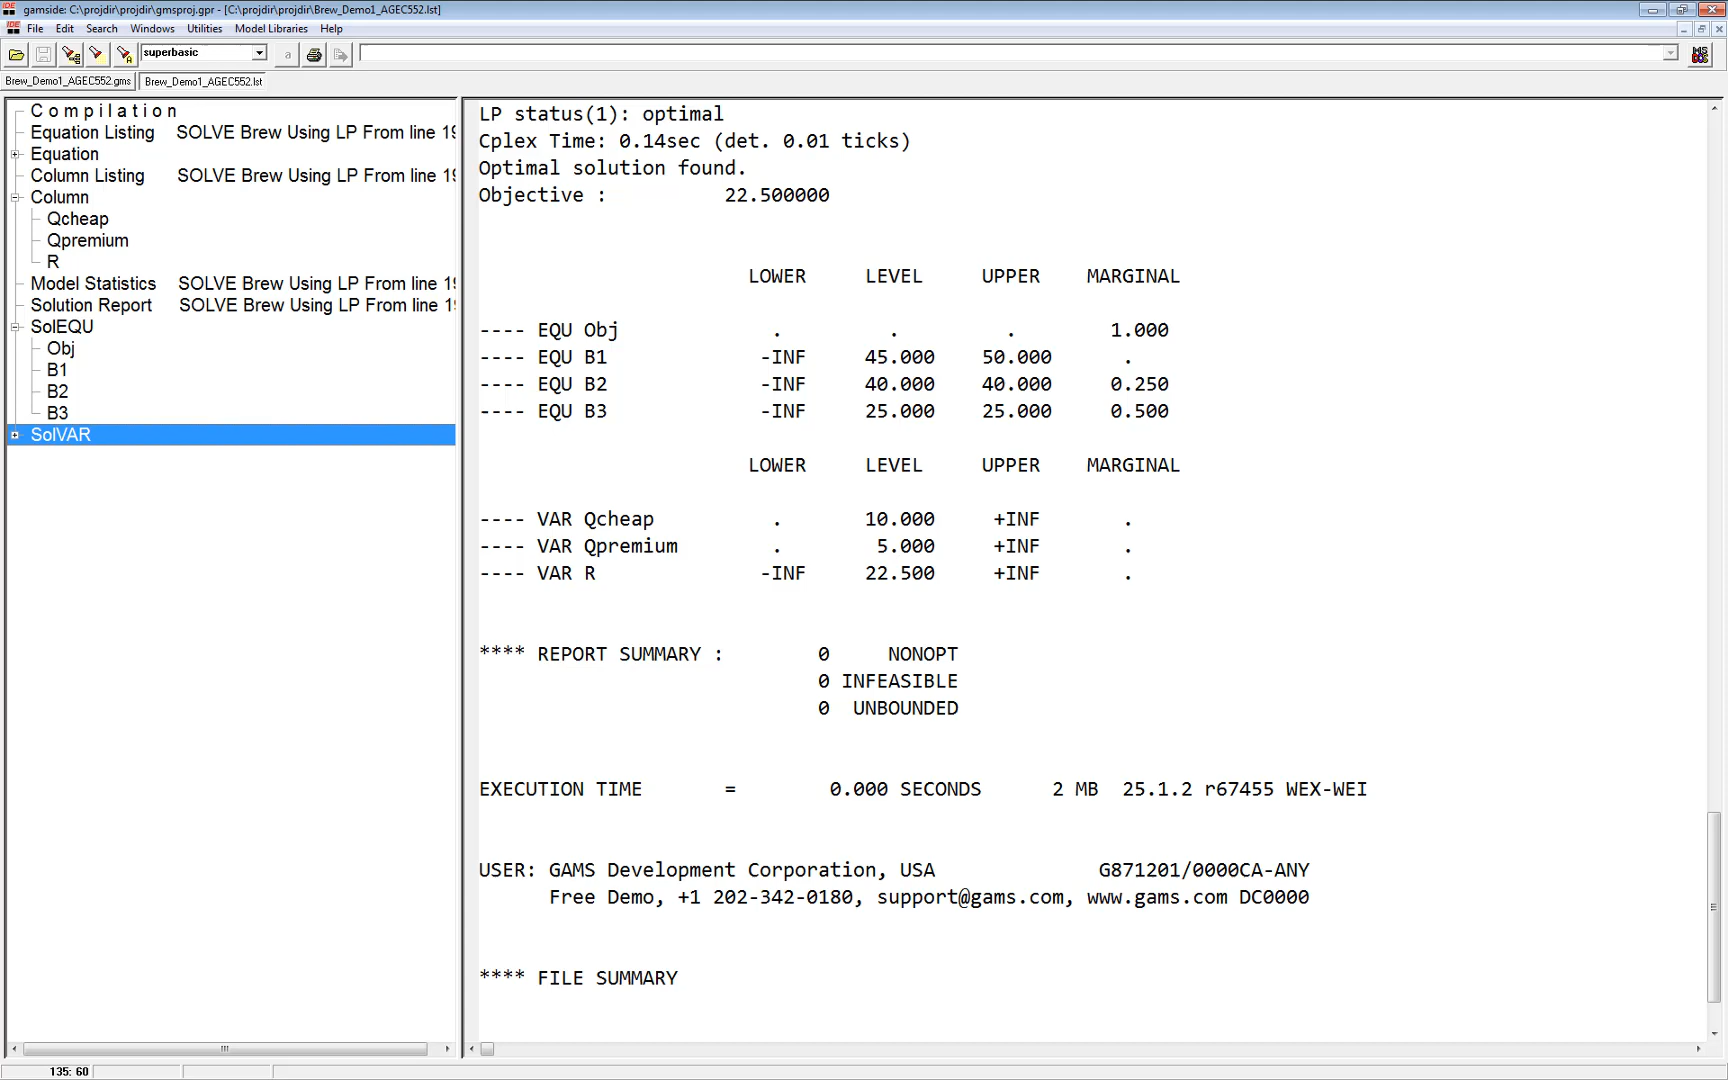 gamside: C:\projdir\projdir\gmsproj.gpr - [C:\projdir\projdir\Brew_Demo1_AGEC552.lst]
IDE File Edit Search Windows Utilities Model Libraries Help
superbasic a
Brew_Demo1_AGEC552.gms Brew_Demo1_AGEC552.lst
C o m p i l a t i o n
Equation Listing SOLVE Brew Using LP From line 19
Equation
Column Listing SOLVE Brew Using LP From line 19
Column
Qcheap
Qpremium
R
Model Statistics SOLVE Brew Using LP From line 19
Solution Report SOLVE Brew Using LP From line 19
SolEQU
Obj
B1
B2
B3
SolVAR
LP status(1): optimal
Cplex Time: 0.14sec (det. 0.01 ticks)
Optimal solution found.
Objective : 22.500000
LOWER LEVEL UPPER MARGINAL
---- EQU Obj . . . 1.000
---- EQU B1 -INF 45.000 50.000 .
---- EQU B2 -INF 40.000 40.000 0.250
---- EQU B3 -INF 25.000 25.000 0.500
LOWER LEVEL UPPER MARGINAL
---- VAR Qcheap . 10.000 +INF .
---- VAR Qpremium . 5.000 +INF .
---- VAR R -INF 22.500 +INF .
**** REPORT SUMMARY : 0 NONOPT
0 INFEASIBLE
0 UNBOUNDED
EXECUTION TIME = 0.000 SECONDS 2 MB 25.1.2 r67455 WEX-WEI
USER: GAMS Development Corporation, USA G871201/0000CA-ANY
Free Demo, +1 202-342-0180, support@gams.com, www.gams.com DC0000
**** FILE SUMMARY
135: 60